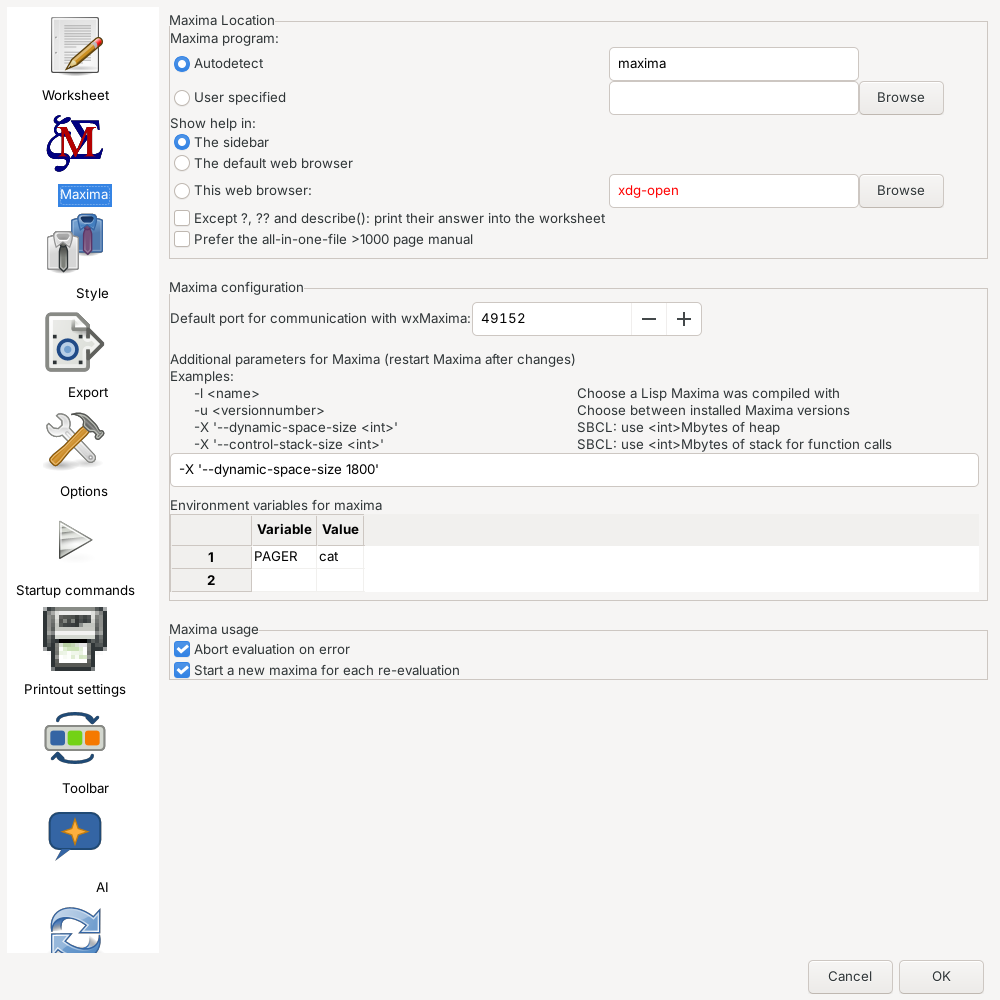 Worksheet
Maxima
Style
Export
Options
Startup commands
Printout settings
Toolbar
AI
Maxima Location
Maxima program:
Autodetect maxima
User specified Browse
Show help in:
The sidebar
The default web browser
This web browser: xdg-open Browse
Except ?, ?? and describe(): print their answer into the worksheet
Prefer the all-in-one-file >1000 page manual
Maxima configuration
Default port for communication with wxMaxima: 49152
Additional parameters for Maxima (restart Maxima after changes)
Examples:
-l <name> Choose a Lisp Maxima was compiled with
-u <versionnumber> Choose between installed Maxima versions
-X '--dynamic-space-size <int>' SBCL: use <int>Mbytes of heap
-X '--control-stack-size <int>' SBCL: use <int>Mbytes of stack for function calls
-X '--dynamic-space-size 1800'
Environment variables for maxima
Variable Value
1 PAGER cat
2
Maxima usage
Abort evaluation on error
Start a new maxima for each re-evaluation
Cancel OK